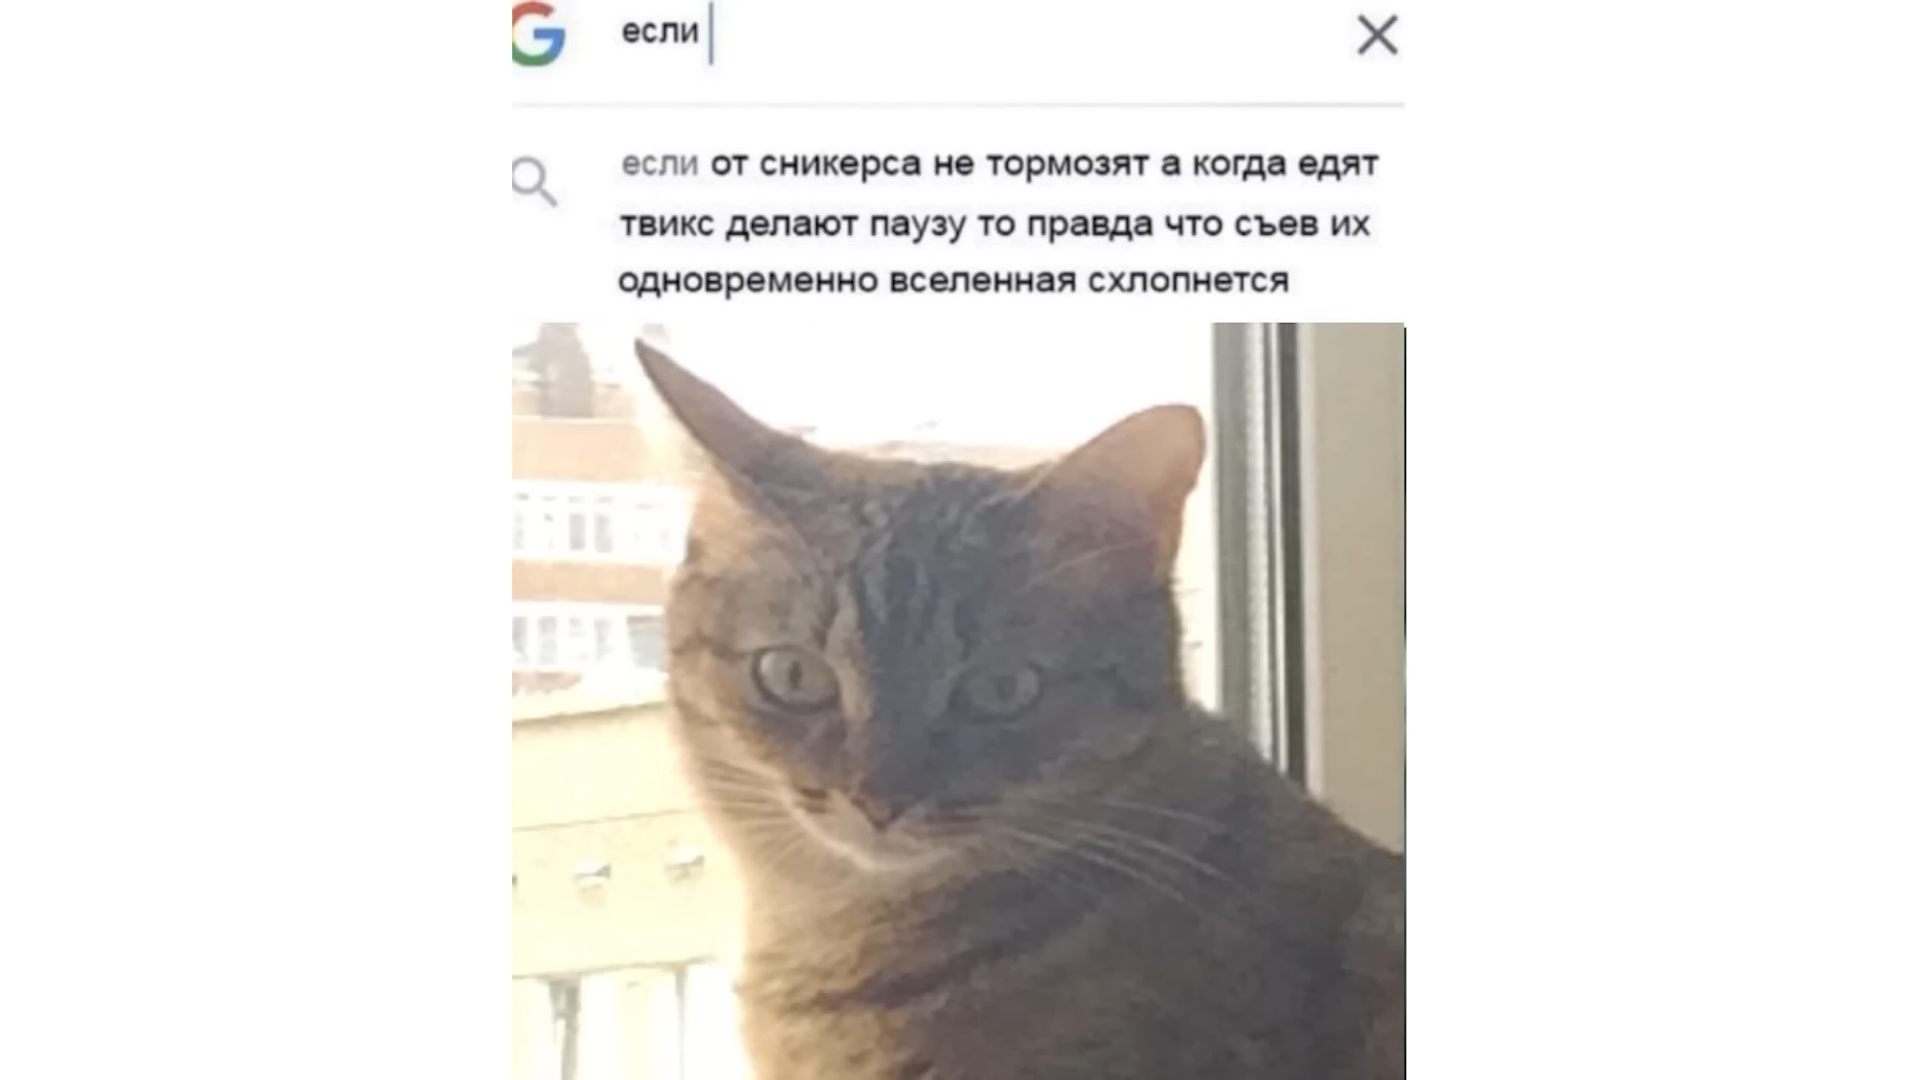 если
если от сникерса не тормозят а когда едят
твикс делают паузу то правда что съев их
одновременно вселенная схлопнется